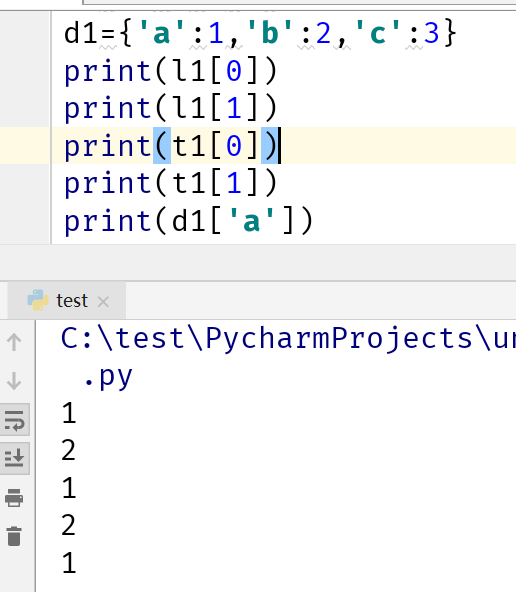 d1={'a':1,'b':2,'c':3}
print(l1[0])
print(l1[1])
print(t1[0])
print(t1[1])
print(d1['a'])
test
C:\test\PycharmProjects\un
.py
1
2
1
2
1